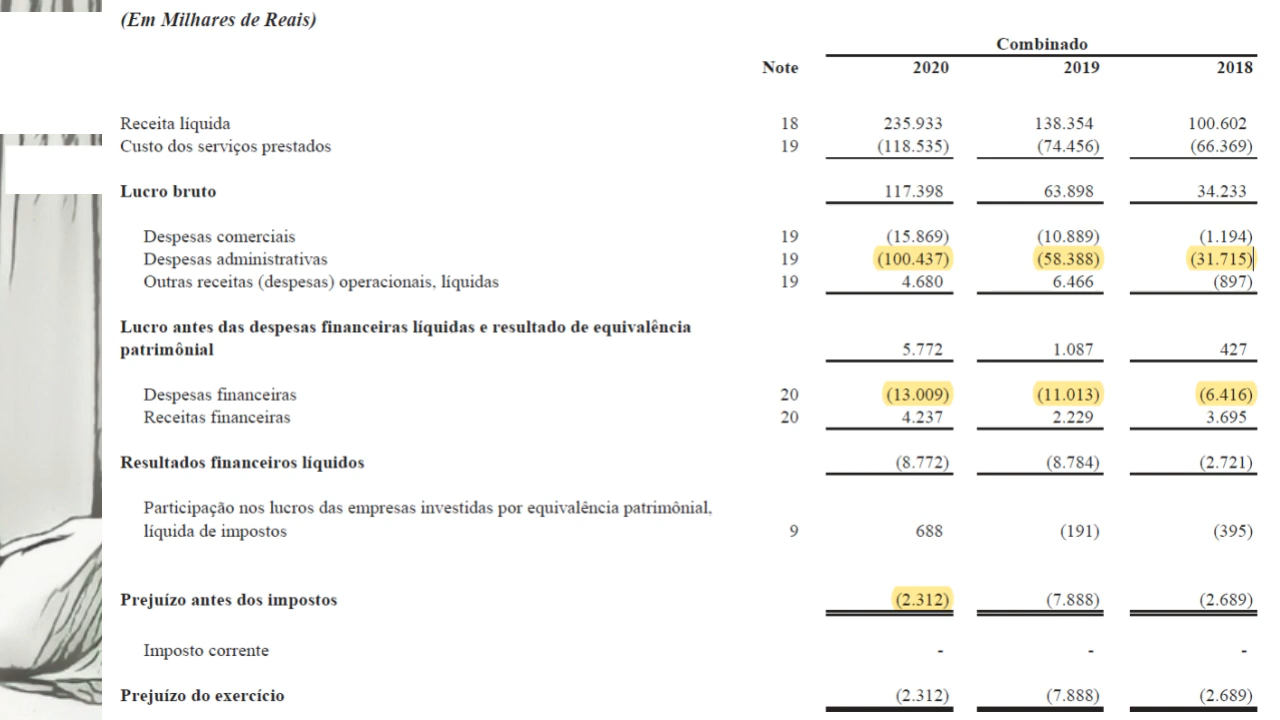 (Em Milhares de Reais)
Combinado
Note 2020 2019 2018
Receita líquida 18 235.933 138.354 100.602
Custo dos serviços prestados 19 (118.535) (74.456) (66.369)
Lucro bruto 117.398 63.898 34.233
Despesas comerciais 19 (15.869) (10.889) (1.194)
Despesas administrativas 19 (100.437) (58.388) (31.715)
Outras receitas (despesas) operacionais, líquidas 19 4.680 6.466 (897)
Lucro antes das despesas financeiras líquidas e resultado de equivalência
patrimônial 5.772 1.087 427
Despesas financeiras 20 (13.009) (11.013) (6.416)
Receitas financeiras 20 4.237 2.229 3.695
Resultados financeiros líquidos (8.772) (8.784) (2.721)
Participação nos lucros das empresas investidas por equivalência patrimônial,
líquida de impostos 9 688 (191) (395)
Prejuízo antes dos impostos (2.312) (7.888) (2.689)
Imposto corrente - - -
Prejuízo do exercício (2.312) (7.888) (2.689)